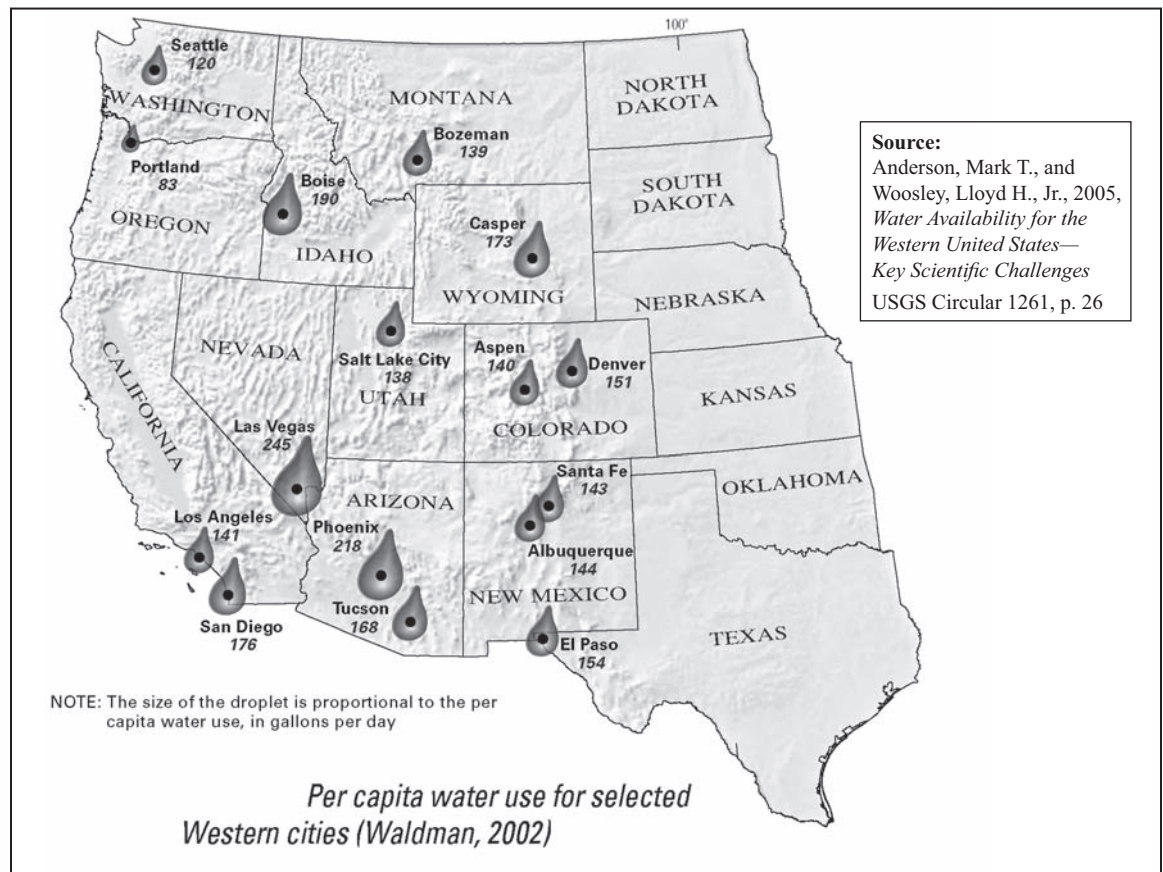 100°
Seattle
120
WASHINGTON
MONTANA
NORTH
DAKOTA
Portland
83
Bozeman
139
Boise
190
OREGON
IDAHO
SOUTH
DAKOTA
Casper
173
WYOMING
NEBRASKA
Source:
Anderson, Mark T., and
Woosley, Lloyd H., Jr., 2005,
Water Availability for the
Western United States—
Key Scientific Challenges
USGS Circular 1261, p. 26
CALIFORNIA
NEVADA
Salt Lake City
138
UTAH
Aspen
140
Denver
151
COLORADO
KANSAS
Las Vegas
245
ARIZONA
Santa Fe
143
OKLAHOMA
Los Angeles
141
Phoenix
218
Albuquerque
144
NEW MEXICO
San Diego
176
Tucson
168
El Paso
154
TEXAS
NOTE: The size of the droplet is proportional to the per
capita water use, in gallons per day
Per capita water use for selected
Western cities (Waldman, 2002)